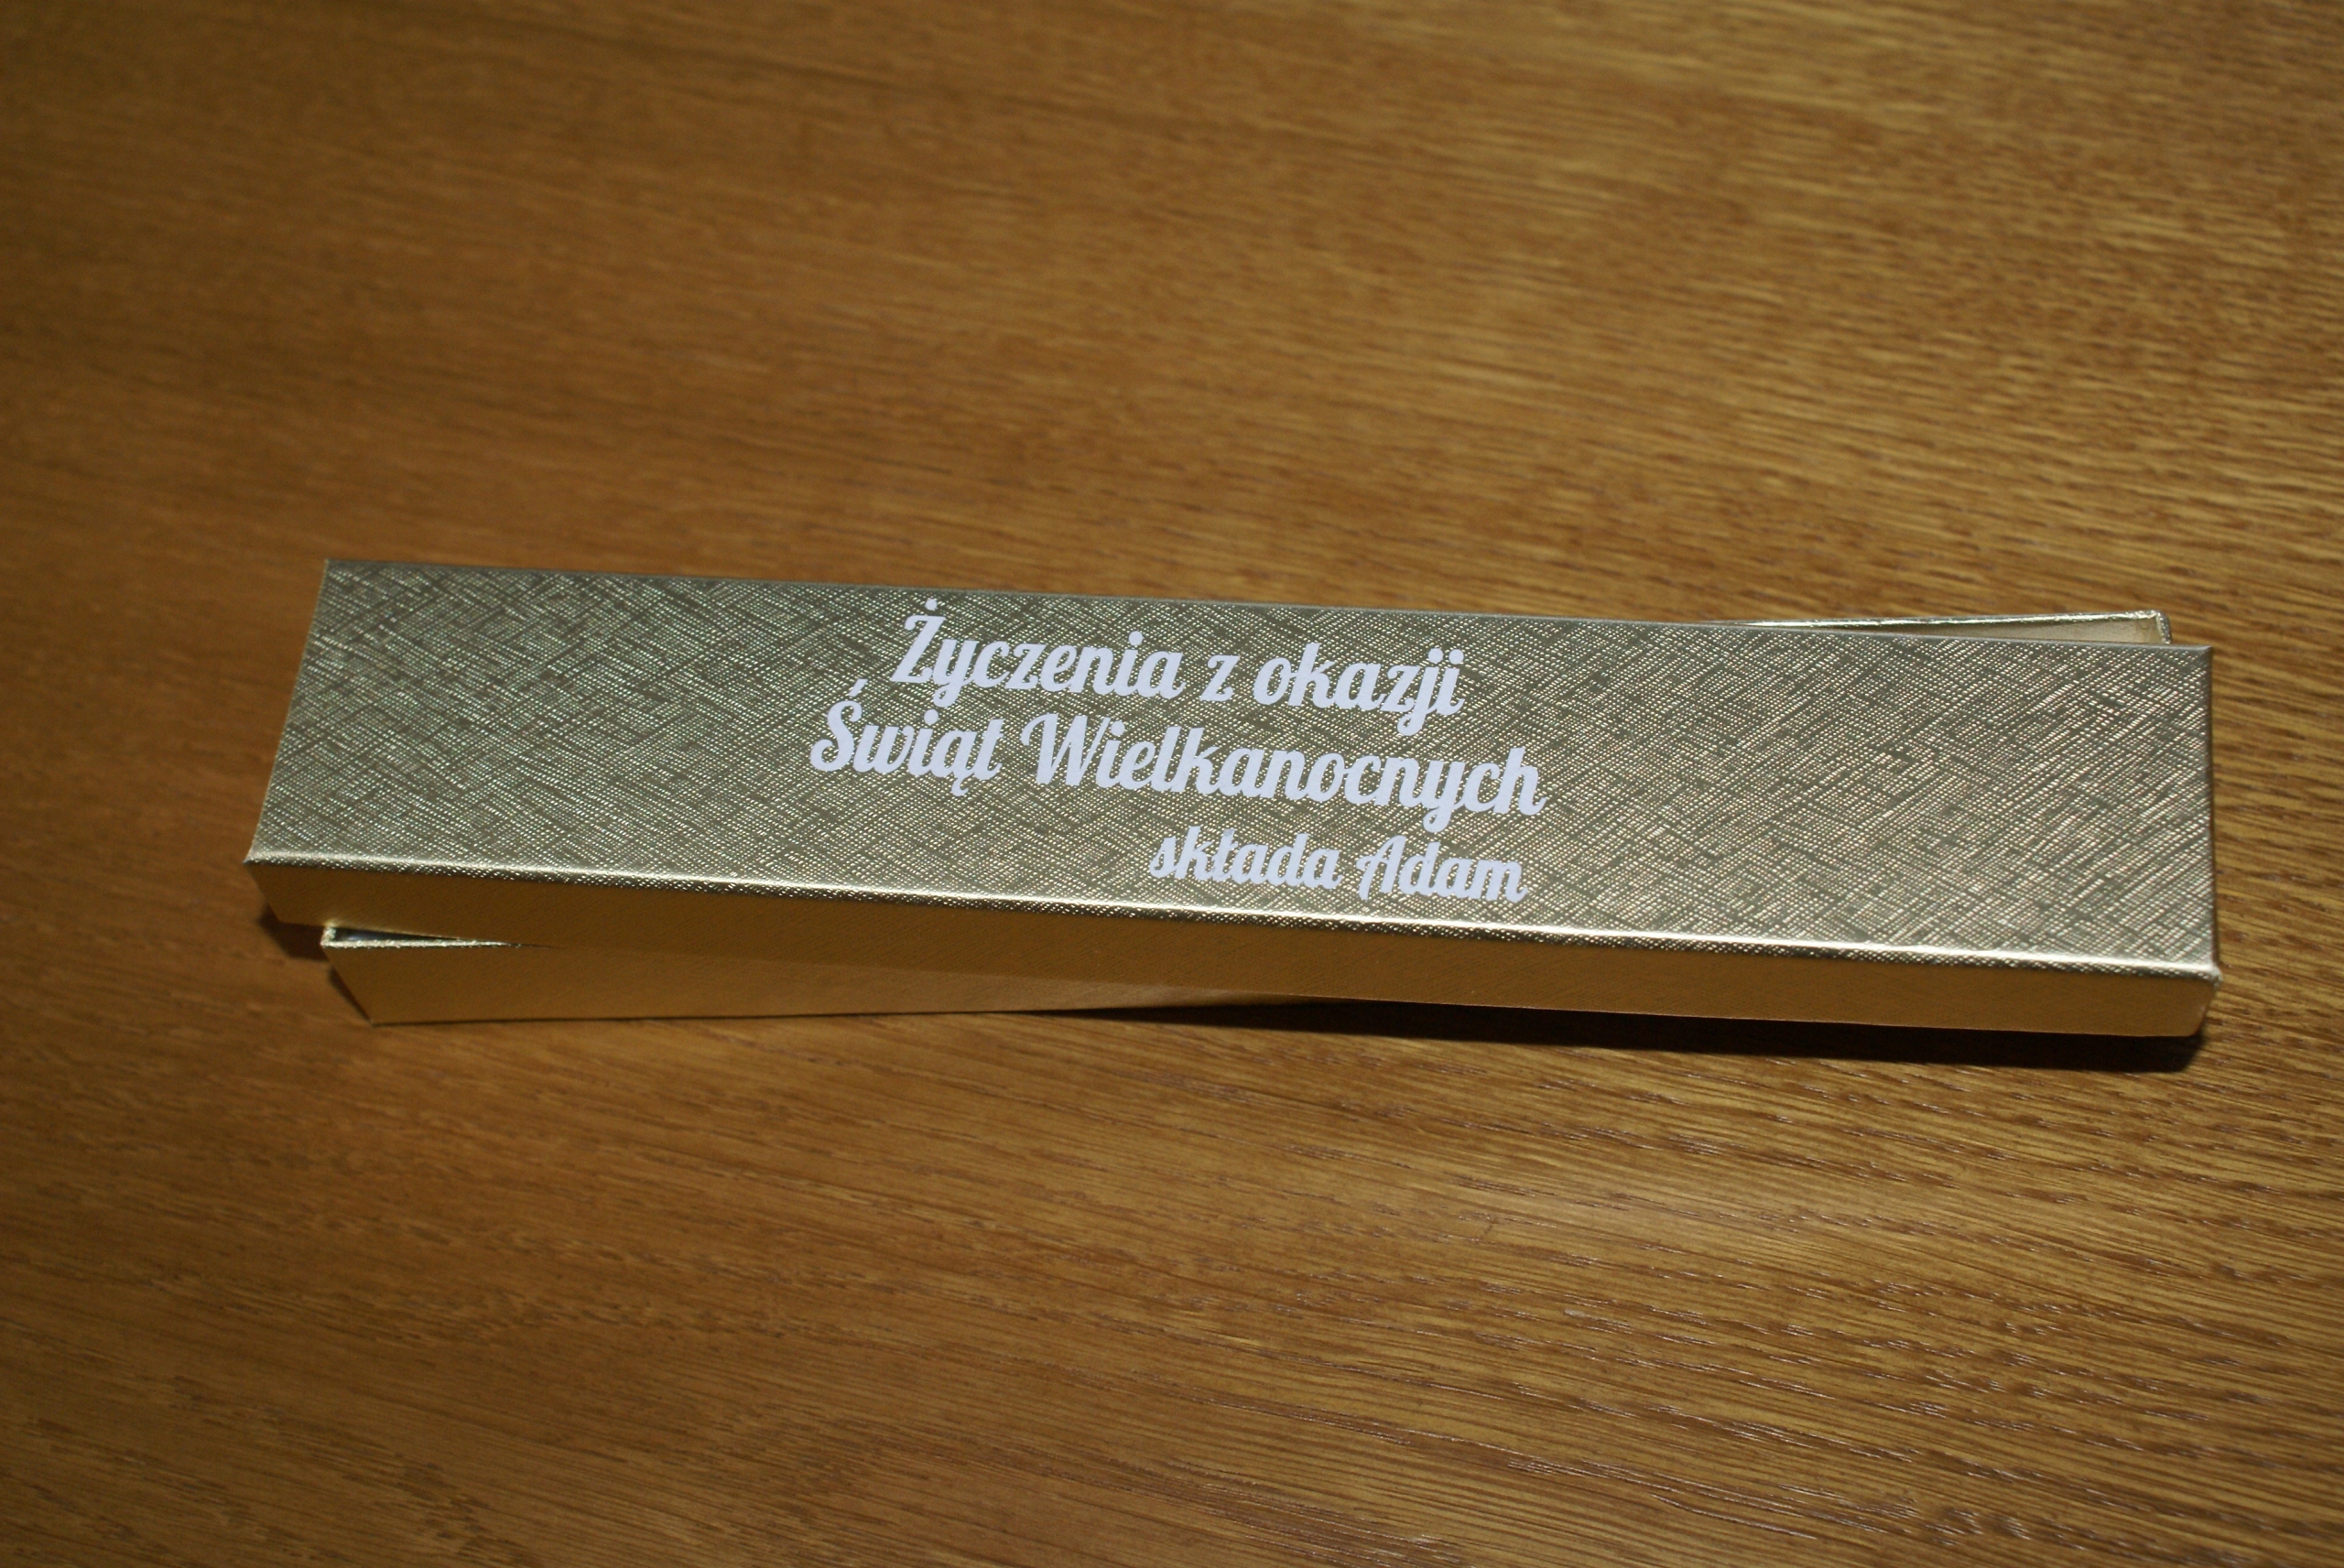 Życzenia z okazji
Świąt Wielkanocnych
składa Adam